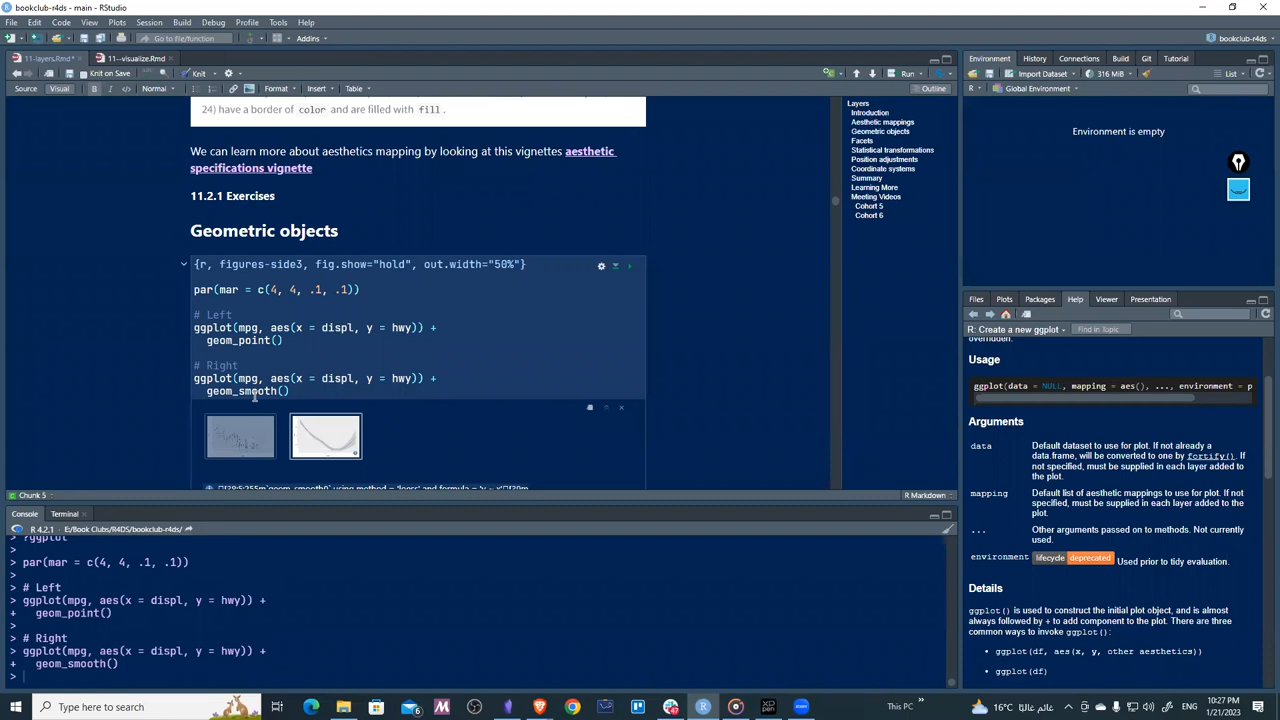 bookclub-r4ds - main - RStudio
File Edit Code View Plots Session Build Debug Profile Tools Help
Go to file/function Addins bookclub-r4ds
11-layers.Rmd* 11--visualize.Rmd
Knit on Save Knit Run
Source Visual B I Normal Format Insert Table Outline
24) have a border of color and are filled with fill.
We can learn more about aesthetics mapping by looking at this vignettes aesthetic
specifications vignette
11.2.1 Exercises
Geometric objects
{r, figures-side3, fig.show="hold", out.width="50%"}
par(mar = c(4, 4, .1, .1))
# Left
ggplot(mpg, aes(x = displ, y = hwy)) +
geom_point()
# Right
ggplot(mpg, aes(x = displ, y = hwy)) +
geom_smooth()
Chunk 5 R Markdown
Layers
Introduction
Aesthetic mappings
Geometric objects
Facets
Statistical transformations
Position adjustments
Coordinate systems
Summary
Learning More
Meeting Videos
Cohort 5
Cohort 6
Console Terminal
R 4.2.1 · E:/Book Clubs/R4DS/bookclub-r4ds/
> ?ggplot
>
> par(mar = c(4, 4, .1, .1))
>
> # Left
> ggplot(mpg, aes(x = displ, y = hwy)) +
+ geom_point()
>
> # Right
> ggplot(mpg, aes(x = displ, y = hwy)) +
+ geom_smooth()
>
Environment History Connections Build Git Tutorial
Import Dataset 316 MiB List
R Global Environment
Environment is empty
Files Plots Packages Help Viewer Presentation
R: Create a new ggplot Find in Topic
overridden.
Usage
ggplot(data = NULL, mapping = aes(), ..., environment = p
Arguments
data Default dataset to use for plot. If not already a
data.frame, will be converted to one by fortify(). If
not specified, must be supplied in each layer added to
the plot.
mapping Default list of aesthetic mappings to use for plot. If not
specified, must be supplied in each layer added to the
plot.
... Other arguments passed on to methods. Not currently
used.
environment lifecycle deprecated Used prior to tidy evaluation.
Details
ggplot() is used to construct the initial plot object, and is almost
always followed by + to add component to the plot. There are three
common ways to invoke ggplot():
• ggplot(df, aes(x, y, other aesthetics))
• ggplot(df)
Type here to search
This PC
16°C
10:27 PM
1/21/2023